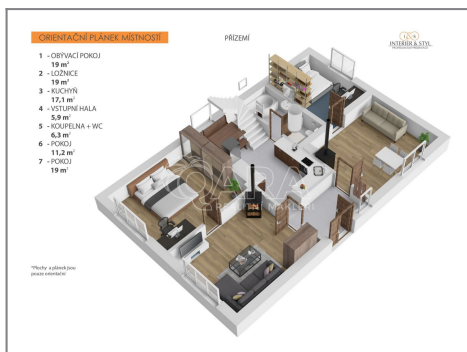 ORIENTAČNÍ PLÁNEK MÍSTNOSTÍ
PŘÍZEMÍ
INTERIÉR & STYL
1 - OBÝVACÍ POKOJ
19 m²
2 - LOŽNICE
19 m²
3 - KUCHYŇ
17,1 m²
4 - VSTUPNÍ HALA
5,9 m²
5 - KOUPELNA + WC
6,3 m²
6 - POKOJ
11,2 m²
7 - POKOJ
19 m²
QARA
*Plochy a plánek jsou
pouze orientační